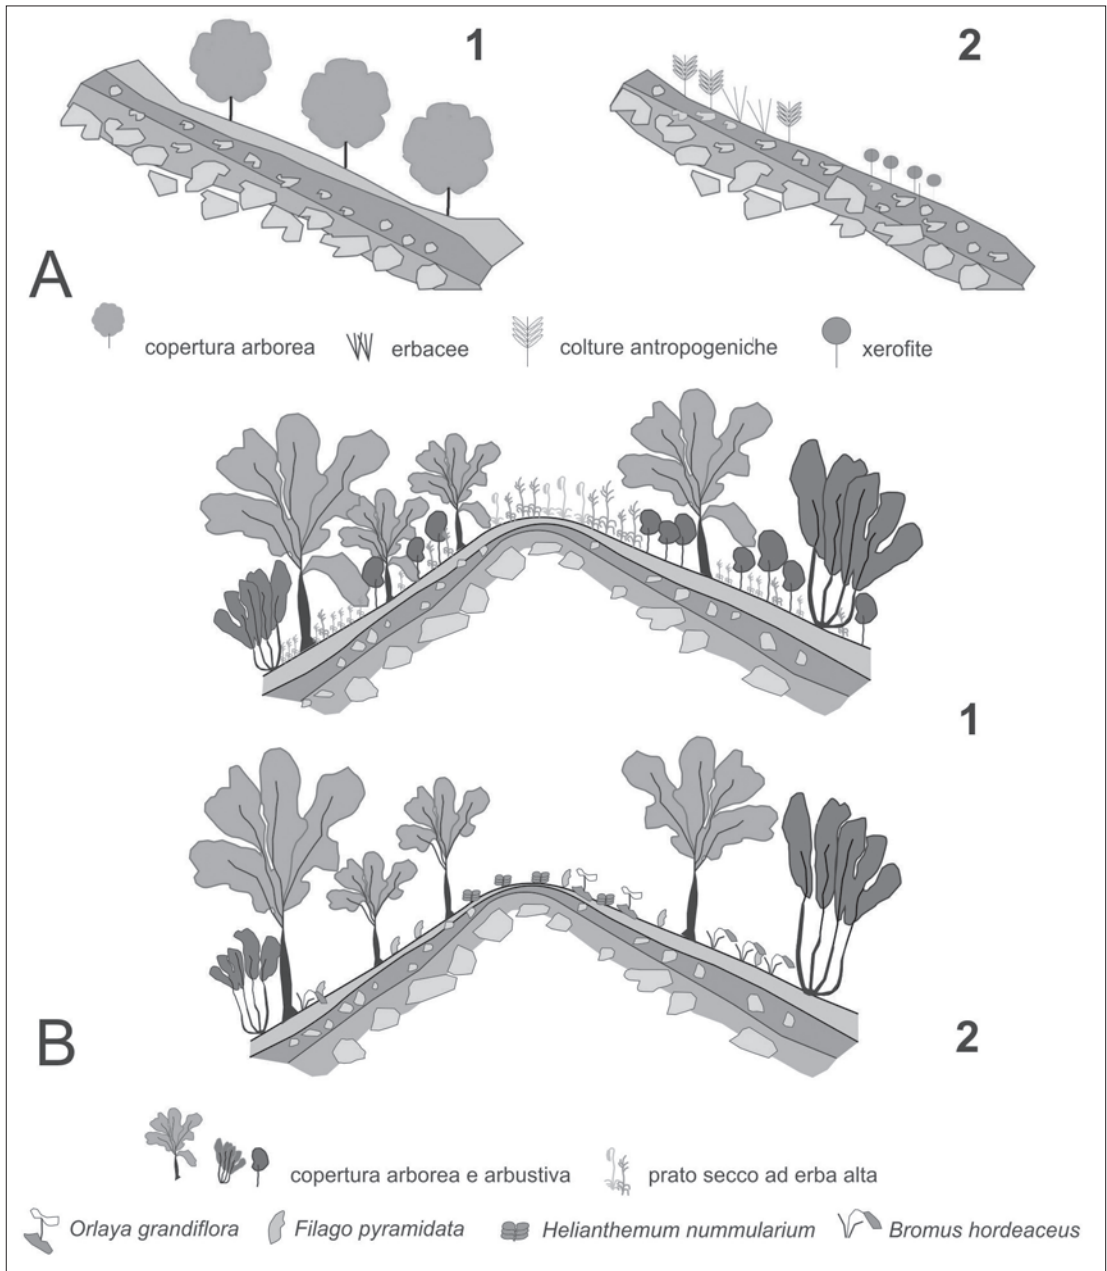 1
2
A
copertura arborea
erbacee
colture antropogeniche
xerofite
1
B
2
copertura arborea e arbustiva
prato secco ad erba alta
Orlaya grandiflora
Filago pyramidata
Helianthemum nummularium
Bromus hordeaceus